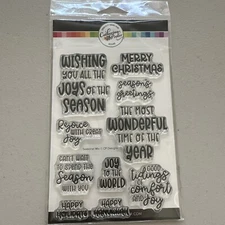 WISHING
YOU ALL THE
JOYS OF THE
SEASON
MERRY
CHRISTMAS
season's
greetings
Rejoice
with great
joy
THE MOST
WONDERFUL
TIME OF THE
YEAR
CAN'T WAIT
TO SPEND THE
Season
WITH YOU
JOY
TO THE
WORLD
GOOD
tidings
comfort
AND
joy
HAPPY
HOLIDAYS
HAPPY